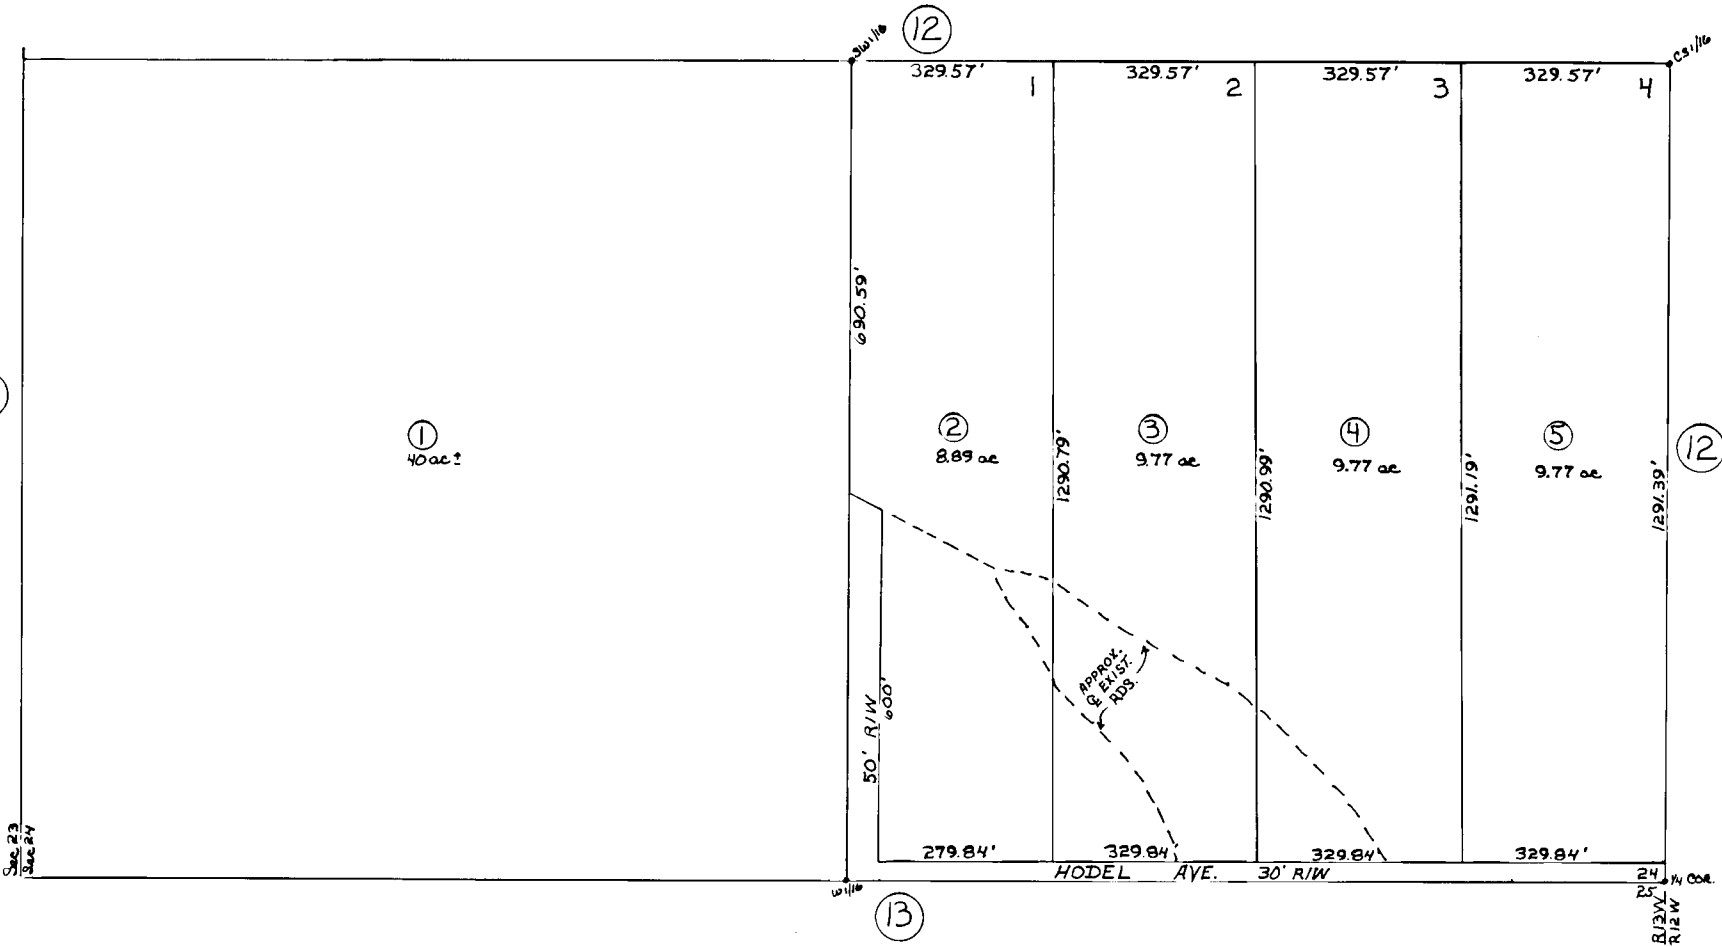 12
SW1/16
CS1/16
329.57'
329.57'
329.57'
329.57'
1
2
3
4
690.59'
1
40 ac±
2
8.89 ac
3
9.77 ac
4
9.77 ac
5
9.77 ac
12
1290.79'
1290.99'
1291.19'
1291.39'
APPROX.
℄ EXIST.
RDS.
50' R/W
600'
Sec 23
Sec 24
279.84'
329.84'
329.84'
329.84'
HODEL AVE. 30' R/W
24
25
1/4 COR.
W1/16
13
R13W
R12W